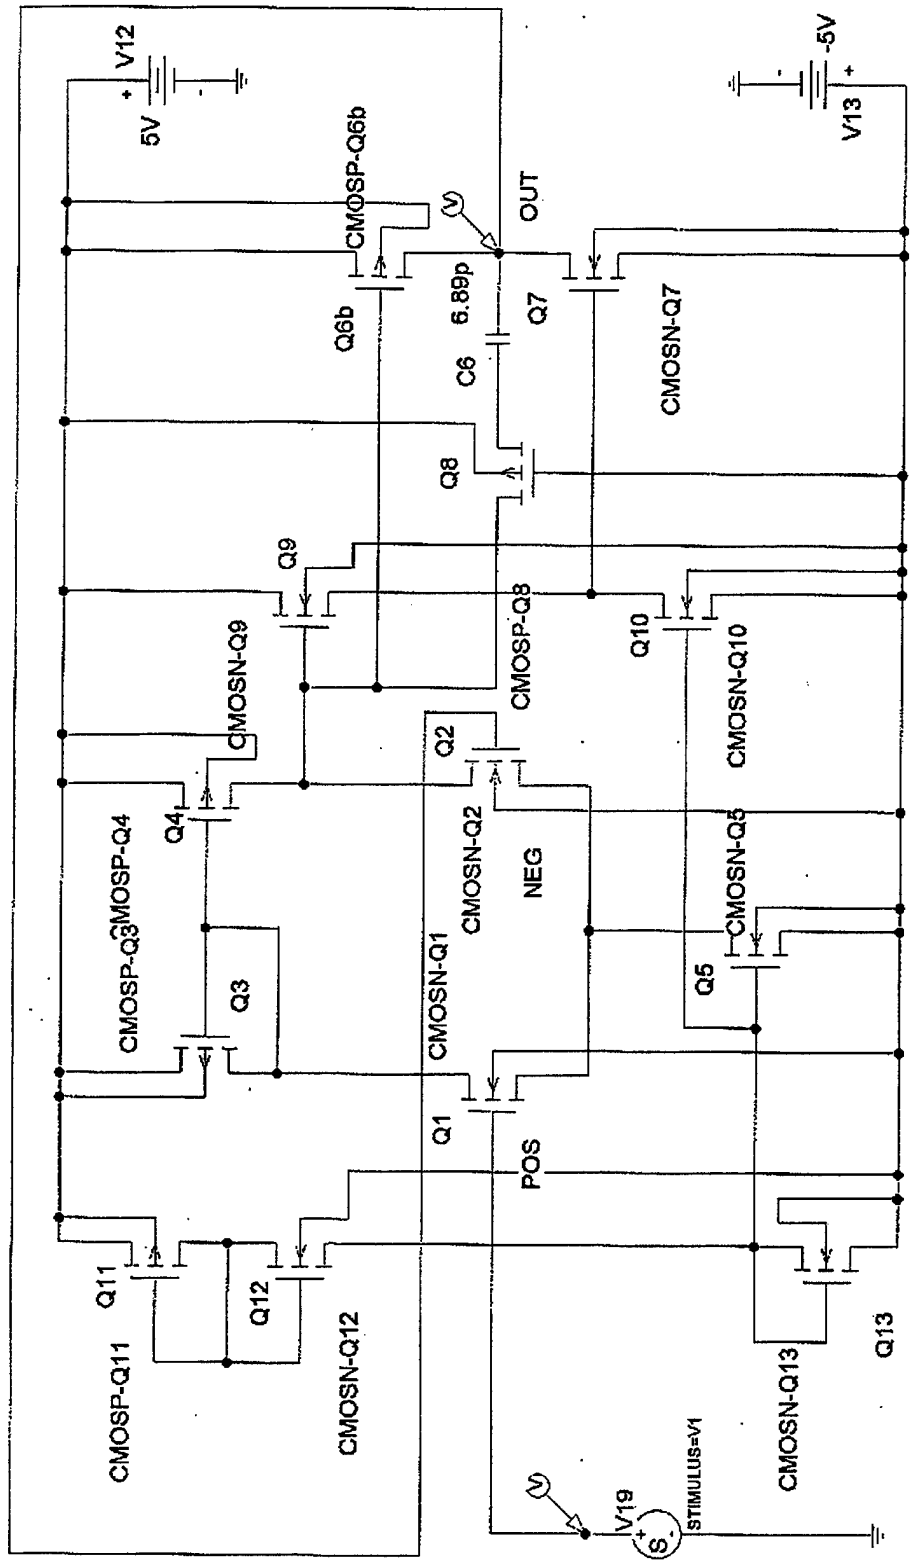 V12
+
5V
-
-5V
-
+
V13
CMOSP-Q6b
Q6b
V
OUT
6.89p
C6
Q7
CMOSN-Q7
Q8
CMOSP-Q8
Q9
CMOSN-Q9
Q10
CMOSN-Q10
Q4
CMOSP-Q4
CMOSP-Q3
Q3
Q2
CMOSN-Q2
NEG
CMOSN-Q1
Q1
POS
CMOSN-Q5
Q5
Q11
CMOSP-Q11
Q12
CMOSN-Q12
CMOSN-Q13
Q13
V
V19
+
S
-
STIMULUS=V1